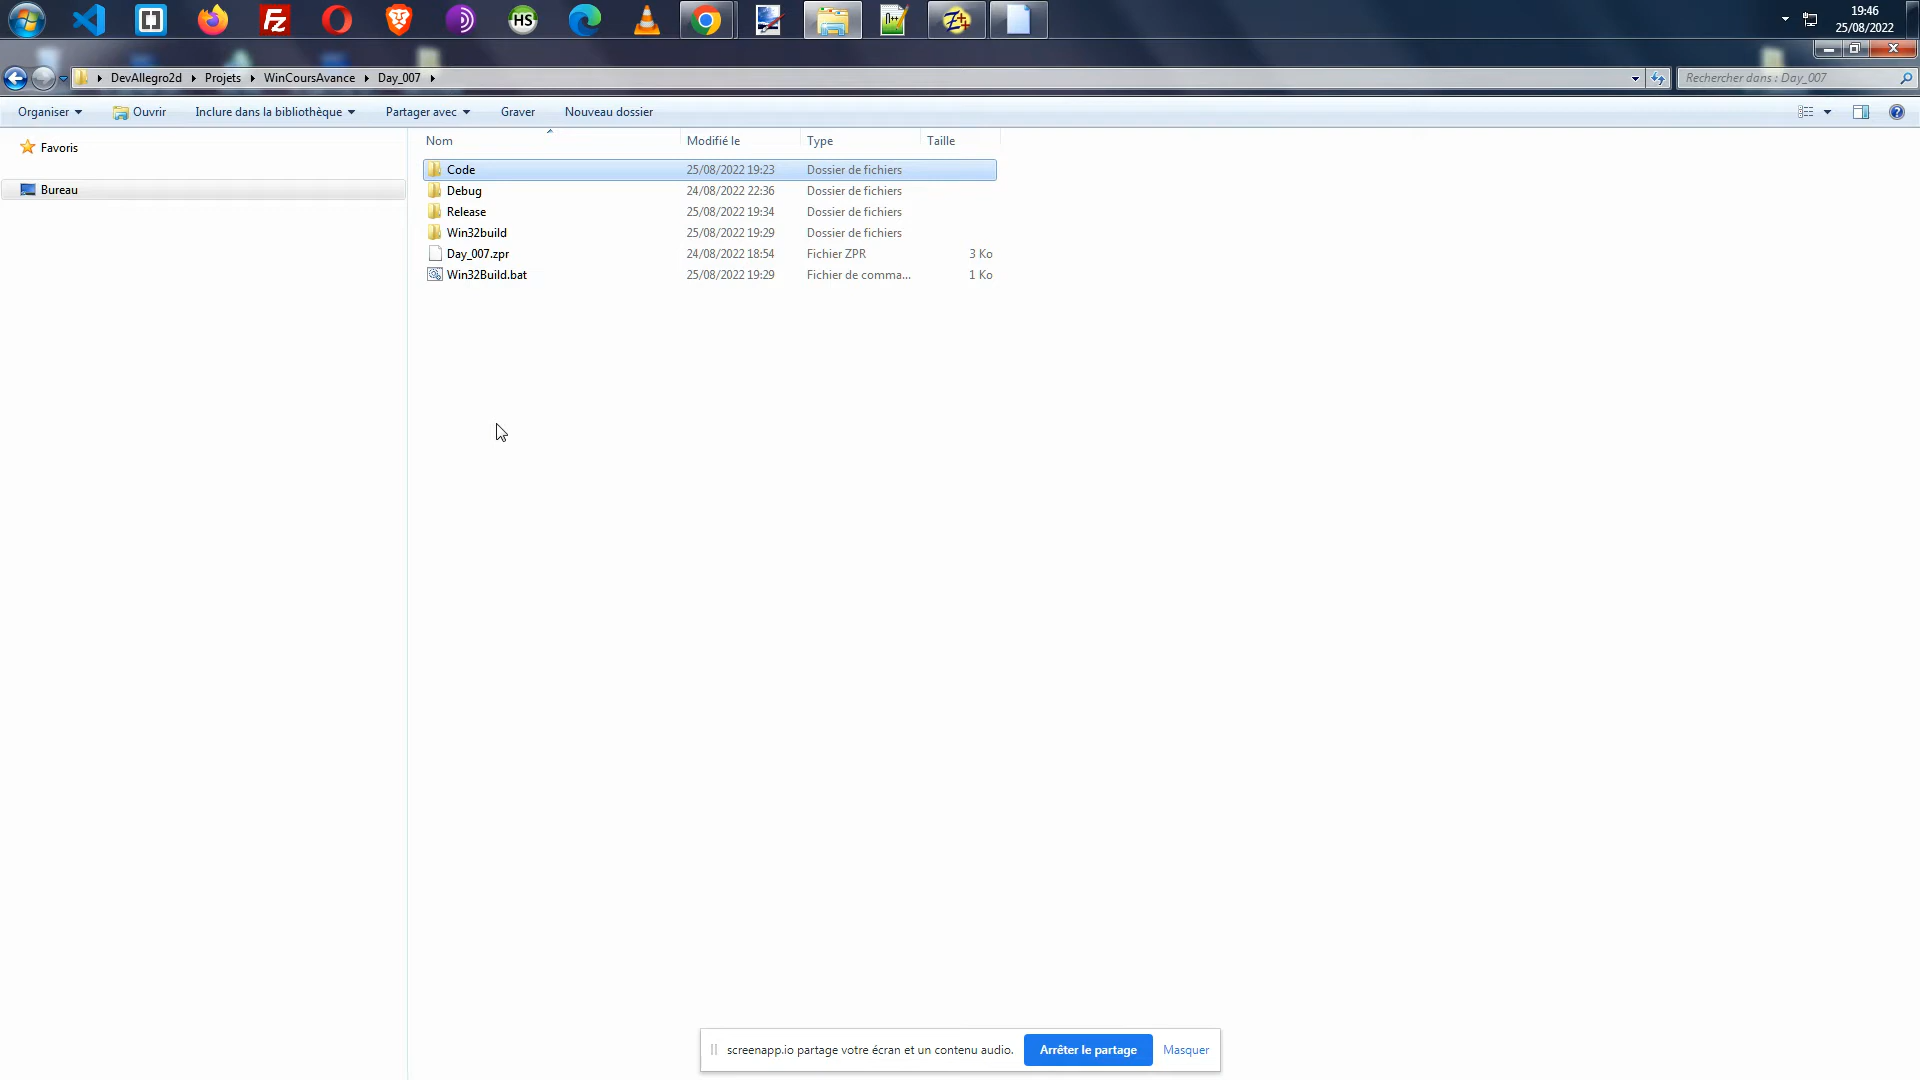 19:46
25/08/2022
DevAllegro2d
Projets
WinCoursAvance
Day_007
Rechercher dans : Day_007
Organiser
Ouvrir
Inclure dans la bibliothèque
Partager avec
Graver
Nouveau dossier
Favoris
Bureau
Nom Modifié le Type Taille
Code 25/08/2022 19:23 Dossier de fichiers
Debug 24/08/2022 22:36 Dossier de fichiers
Release 25/08/2022 19:34 Dossier de fichiers
Win32build 25/08/2022 19:29 Dossier de fichiers
Day_007.zpr 24/08/2022 18:54 Fichier ZPR 3 Ko
Win32Build.bat 25/08/2022 19:29 Fichier de comma... 1 Ko
screenapp.io partage votre écran et un contenu audio. Arrêter le partage Masquer